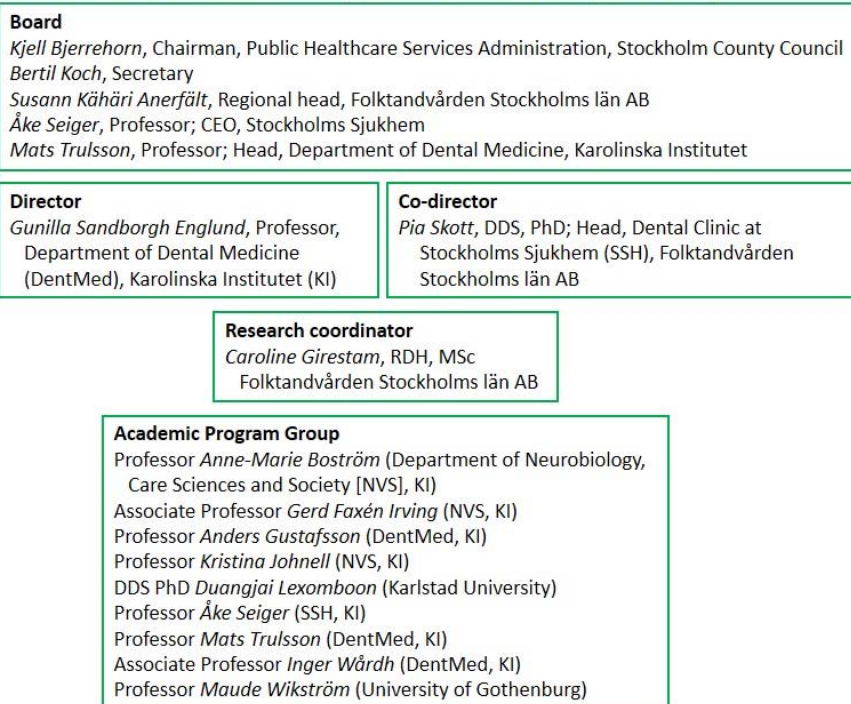 Board
Kjell Bjerrehorn, Chairman, Public Healthcare Services Administration, Stockholm County Council
Bertil Koch, Secretary
Susann Kähäri Anerfält, Regional head, Folktandvården Stockholms län AB
Åke Seiger, Professor; CEO, Stockholms Sjukhem
Mats Trulsson, Professor; Head, Department of Dental Medicine, Karolinska Institutet
Director
Gunilla Sandborgh Englund, Professor,
Department of Dental Medicine
(DentMed), Karolinska Institutet (KI)
Co-director
Pia Skott, DDS, PhD; Head, Dental Clinic at
Stockholms Sjukhem (SSH), Folktandvården
Stockholms län AB
Research coordinator
Caroline Girestam, RDH, MSc
Folktandvården Stockholms län AB
Academic Program Group
Professor Anne-Marie Boström (Department of Neurobiology,
Care Sciences and Society [NVS], KI)
Associate Professor Gerd Faxén Irving (NVS, KI)
Professor Anders Gustafsson (DentMed, KI)
Professor Kristina Johnell (NVS, KI)
DDS PhD Duangjai Lexomboon (Karlstad University)
Professor Åke Seiger (SSH, KI)
Professor Mats Trulsson (DentMed, KI)
Associate Professor Inger Wårdh (DentMed, KI)
Professor Maude Wikström (University of Gothenburg)